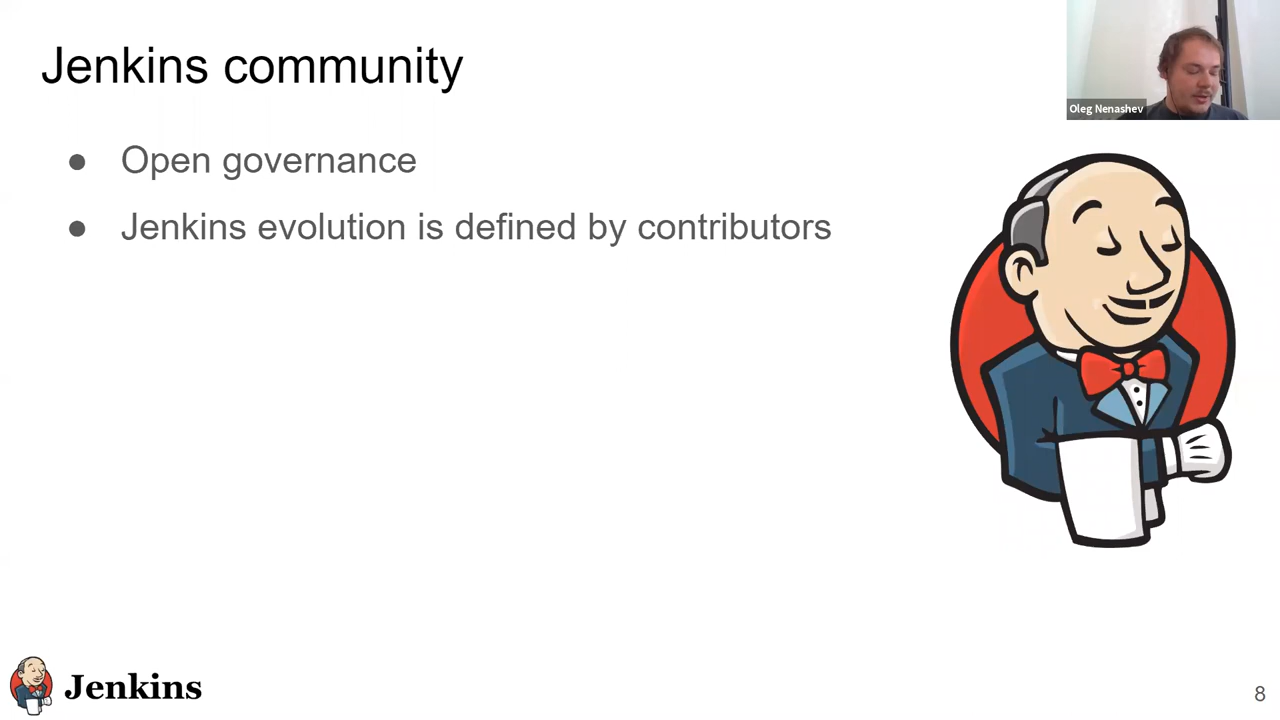 Jenkins community
Oleg Nenashev
● Open governance
● Jenkins evolution is defined by contributors
Jenkins
8